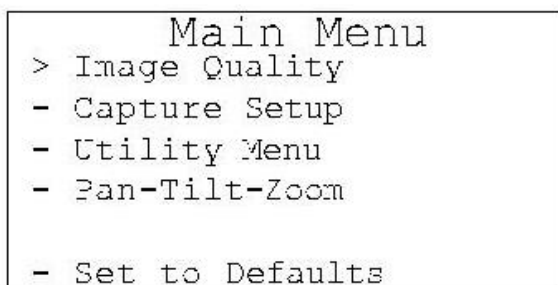 Main Menu
> Image Quality
- Capture Setup
- Utility Menu
- Pan-Tilt-Zoom
- Set to Defaults